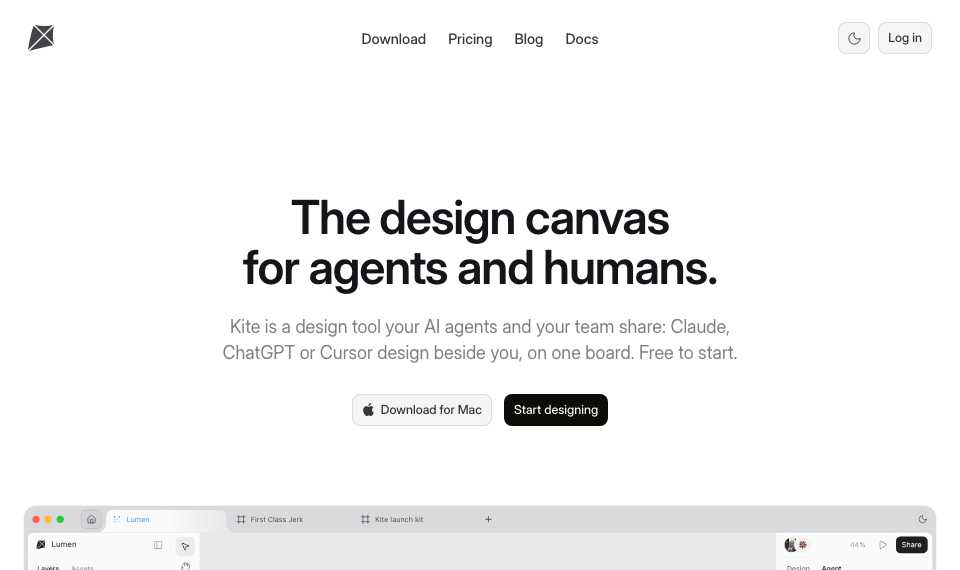 Download Pricing Blog Docs
Log in
The design canvas
for agents and humans.
Kite is a design tool your AI agents and your team share: Claude,
ChatGPT or Cursor design beside you, on one board. Free to start.
Download for Mac
Start designing
Lumen
First Class Jerk
Kite launch kit
Lumen
44%
Share
Layers Assets
Design Agent